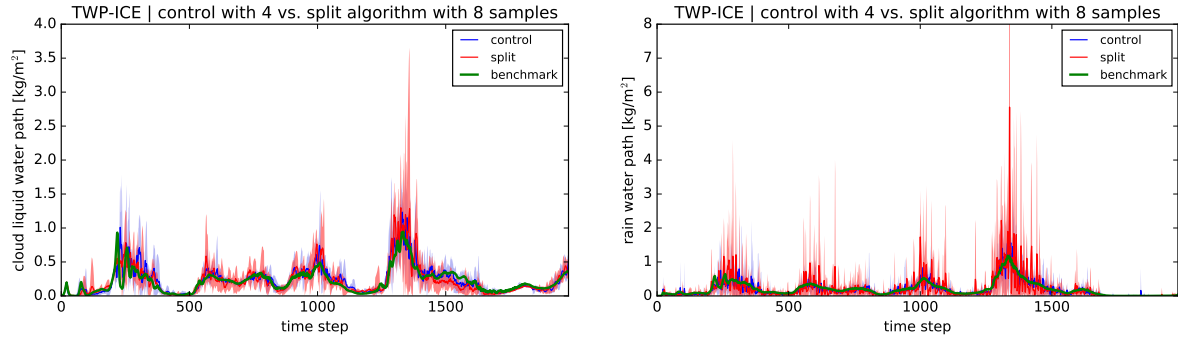 TWP-ICE | control with 4 vs. split algorithm with 8 samples
cloud liquid water path [kg/m²]
4.0
3.5
3.0
2.5
2.0
1.5
1.0
0.5
0.0
control
split
benchmark
0 500 1000 1500
time step
TWP-ICE | control with 4 vs. split algorithm with 8 samples
rain water path [kg/m²]
8
7
6
5
4
3
2
1
0
control
split
benchmark
0 500 1000 1500
time step